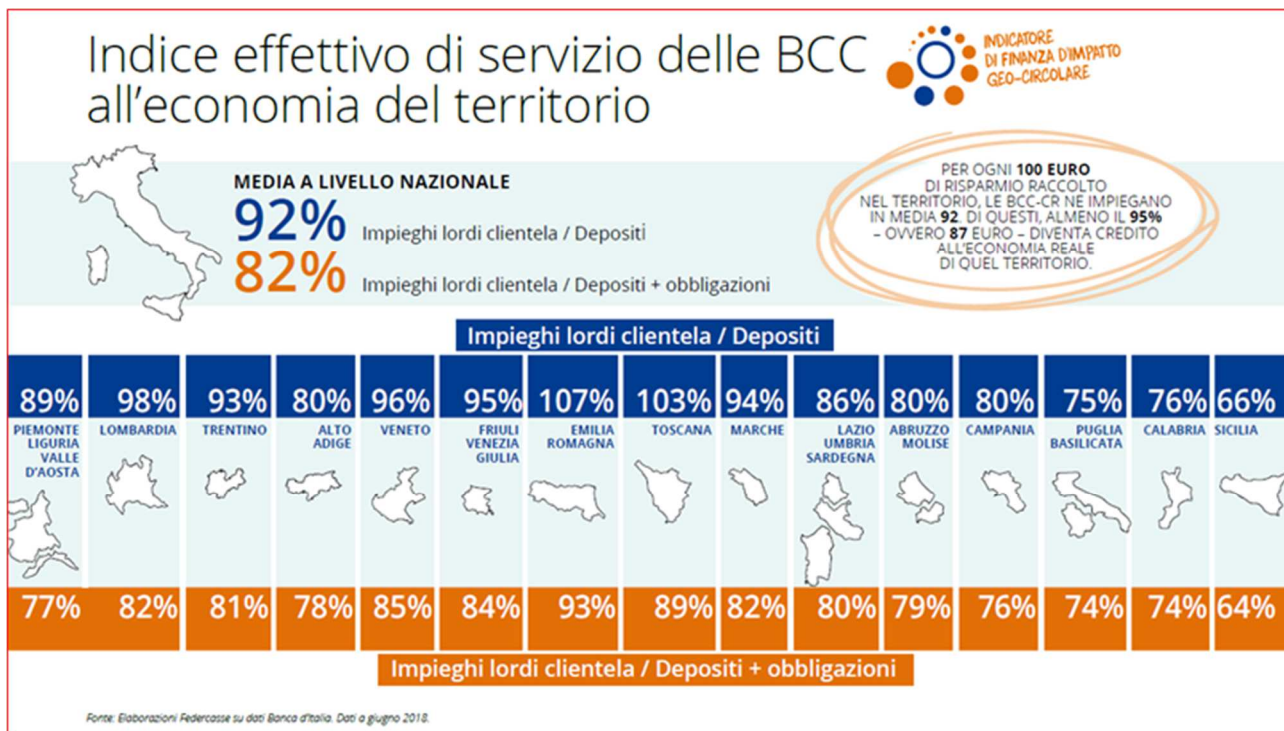 Indice effettivo di servizio delle BCC
all'economia del territorio
INDICATORE
DI FINANZA D'IMPATTO
GEO-CIRCOLARE
MEDIA A LIVELLO NAZIONALE
92% Impieghi lordi clientela / Depositi
82% Impieghi lordi clientela / Depositi + obbligazioni
PER OGNI 100 EURO
DI RISPARMIO RACCOLTO
NEL TERRITORIO, LE BCC-CR NE IMPIEGANO
IN MEDIA 92. DI QUESTI, ALMENO IL 95%
– OVVERO 87 EURO – DIVENTA CREDITO
ALL'ECONOMIA REALE
DI QUEL TERRITORIO.
Impieghi lordi clientela / Depositi
89% 98% 93% 80% 96% 95% 107% 103% 94% 86% 80% 80% 75% 76% 66%
PIEMONTE
LIGURIA
VALLE
D'AOSTA
LOMBARDIA
TRENTINO
ALTO
ADIGE
VENETO
FRIULI
VENEZIA
GIULIA
EMILIA
ROMAGNA
TOSCANA
MARCHE
LAZIO
UMBRIA
SARDEGNA
ABRUZZO
MOLISE
CAMPANIA
PUGLIA
BASILICATA
CALABRIA
SICILIA
77% 82% 81% 78% 85% 84% 93% 89% 82% 80% 79% 76% 74% 74% 64%
Impieghi lordi clientela / Depositi + obbligazioni
Fonte: Elaborazioni Federcasse su dati Banca d'Italia. Dati a giugno 2018.